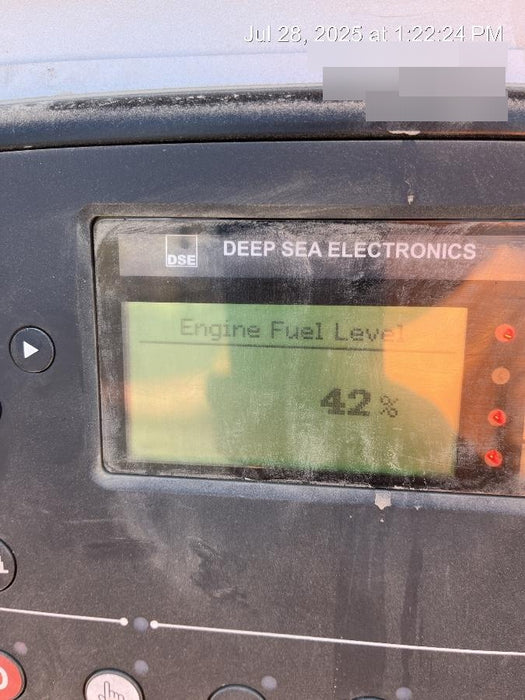 Jul 28, 2025 at 1:22:24 PM
DSE
DEEP SEA ELECTRONICS
Engine Fuel Level
42%